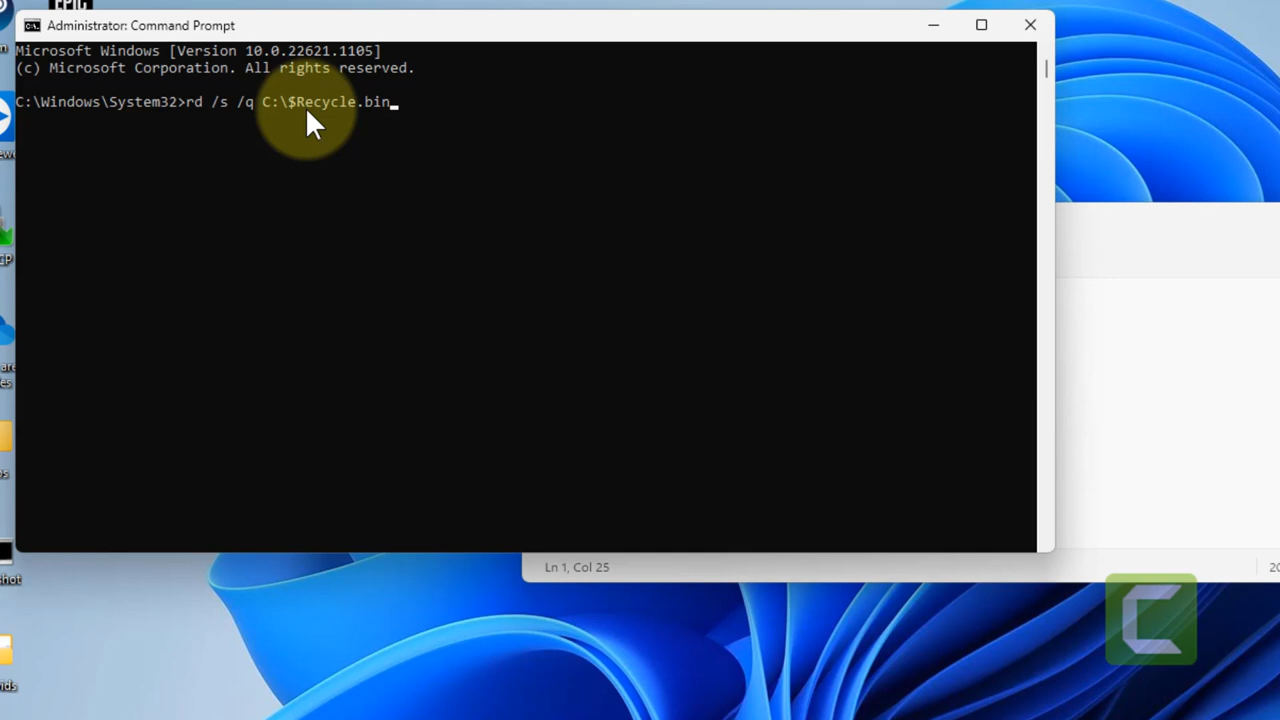 EPIC
Administrator: Command Prompt
Microsoft Windows [Version 10.0.22621.1105]
(c) Microsoft Corporation. All rights reserved.
C:\Windows\System32>rd /s /q C:\$Recycle.bin
Ln 1, Col 25